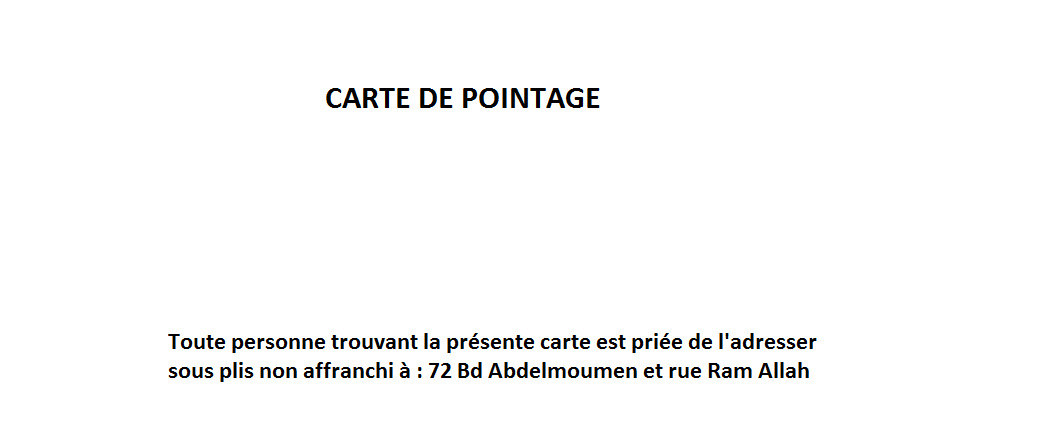 CARTE DE POINTAGE
Toute personne trouvant la présente carte est priée de l'adresser
sous plis non affranchi à : 72 Bd Abdelmoumen et rue Ram Allah